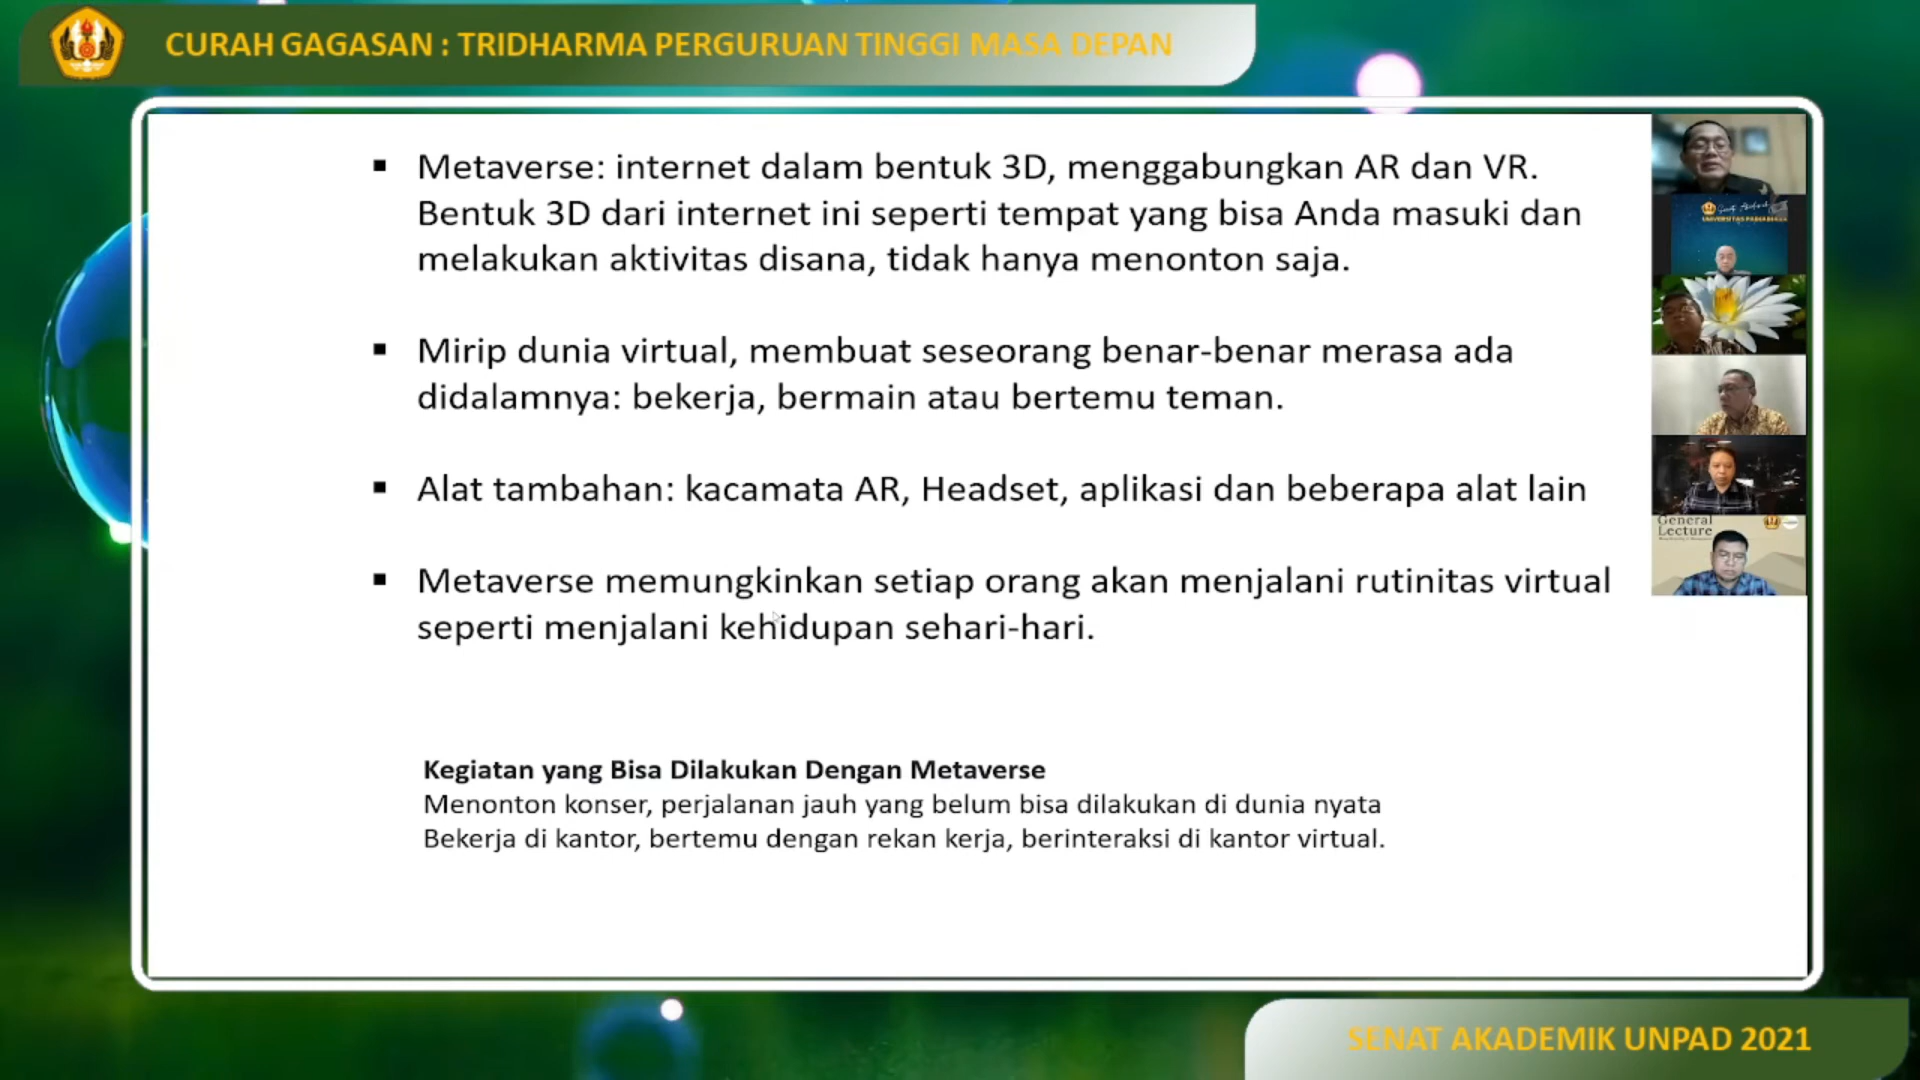 CURAH GAGASAN : TRIDHARMA PERGURUAN TINGGI MASA DEPAN
▪ Metaverse: internet dalam bentuk 3D, menggabungkan AR dan VR.
Bentuk 3D dari internet ini seperti tempat yang bisa Anda masuki dan
melakukan aktivitas disana, tidak hanya menonton saja.
▪ Mirip dunia virtual, membuat seseorang benar-benar merasa ada
didalamnya: bekerja, bermain atau bertemu teman.
▪ Alat tambahan: kacamata AR, Headset, aplikasi dan beberapa alat lain
▪ Metaverse memungkinkan setiap orang akan menjalani rutinitas virtual
seperti menjalani kehidupan sehari-hari.
Kegiatan yang Bisa Dilakukan Dengan Metaverse
Menonton konser, perjalanan jauh yang belum bisa dilakukan di dunia nyata
Bekerja di kantor, bertemu dengan rekan kerja, berinteraksi di kantor virtual.
General
Lecture
SENAT AKADEMIK UNPAD 2021